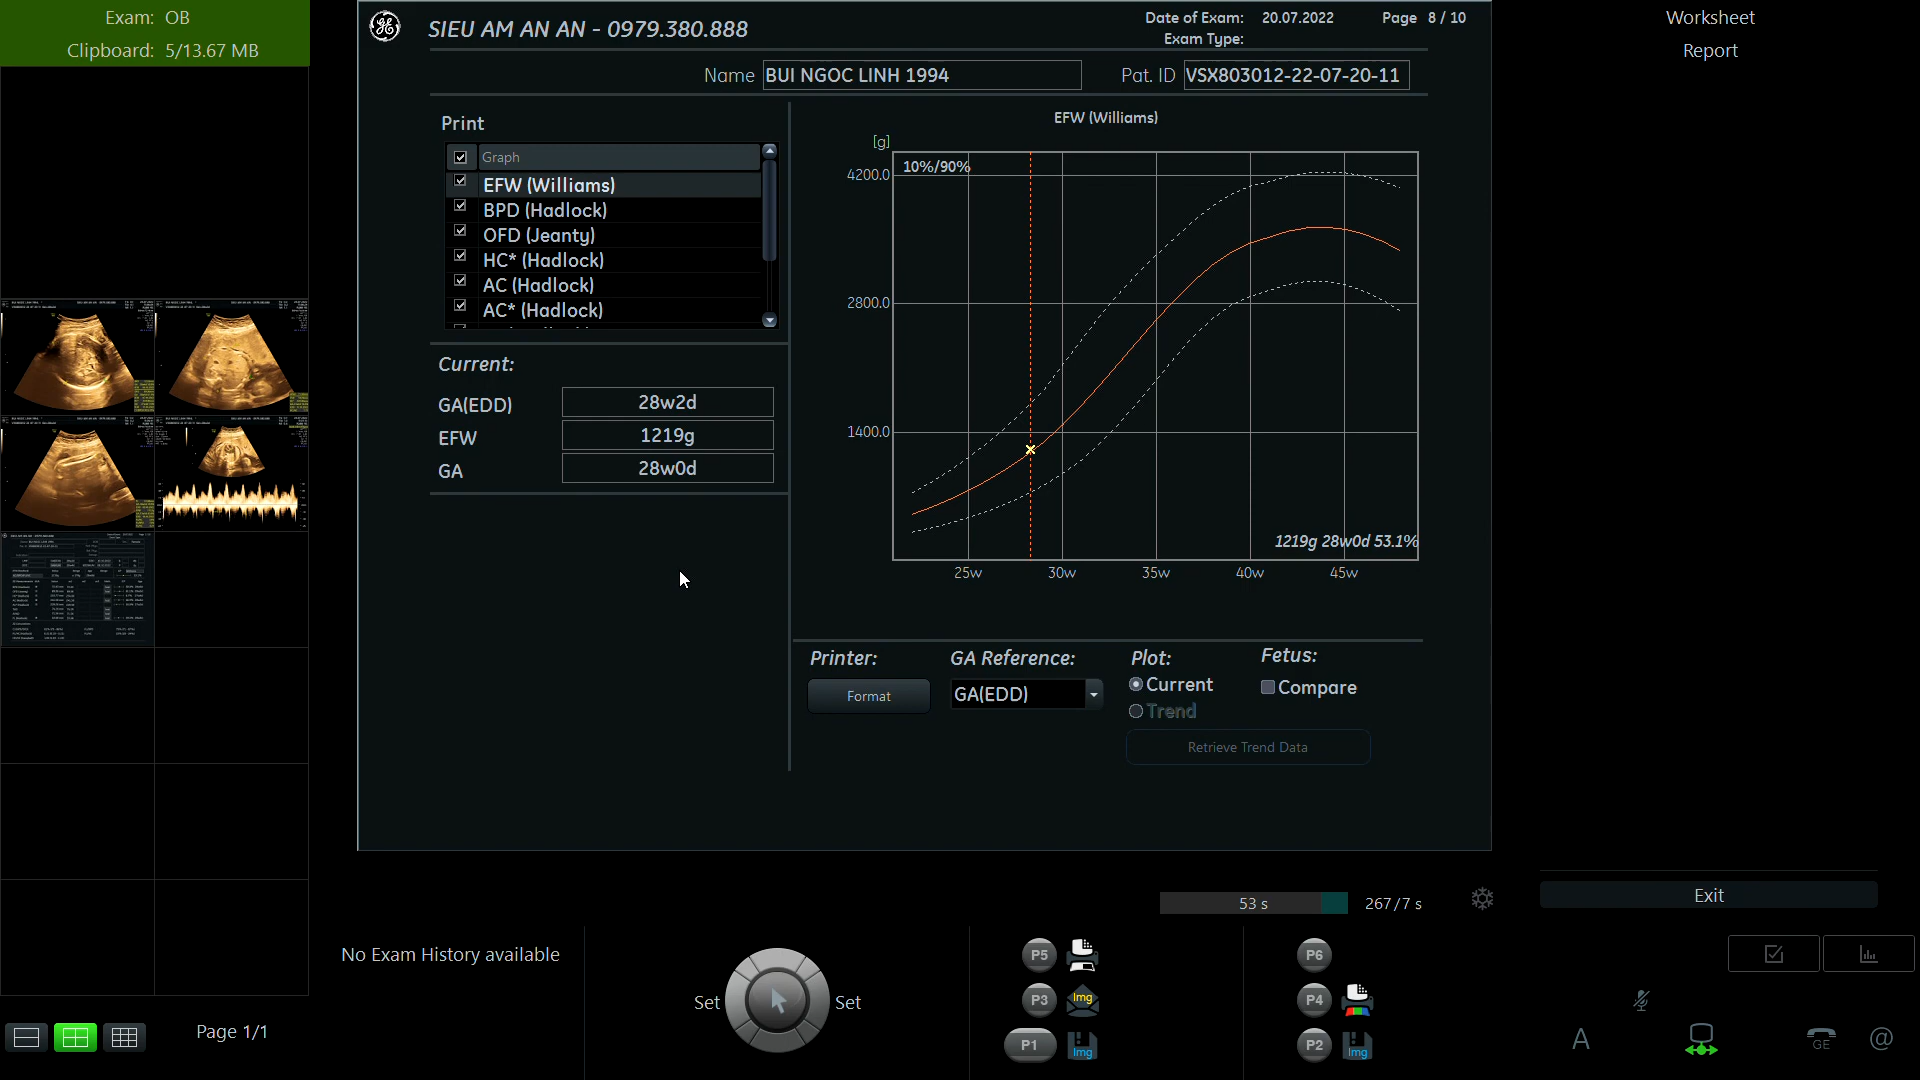 Exam: OB
Clipboard: 5/13.67 MB
SIEU AM AN AN - 0979.380.888
Date of Exam: 20.07.2022 Page 8 / 10
Exam Type:
Name BUI NGOC LINH 1994 Pat. ID VSX803012-22-07-20-11
Worksheet
Report
Print
Graph
EFW (Williams)
BPD (Hadlock)
OFD (Jeanty)
HC* (Hadlock)
AC (Hadlock)
AC* (Hadlock)
Current:
GA(EDD) 28w2d
EFW 1219g
GA 28w0d
EFW (Williams)
[g]
10%/90%
4200.0
2800.0
1400.0
1219g 28w0d 53.1%
25w 30w 35w 40w 45w
Printer: GA Reference: Plot: Fetus:
Format GA(EDD) Current Compare
Trend
Retrieve Trend Data
53 s 267/7 s
Exit
No Exam History available
Set Set
P5 P6
P3 Img P4
P1 Img P2 Img
Page 1/1
A GE @